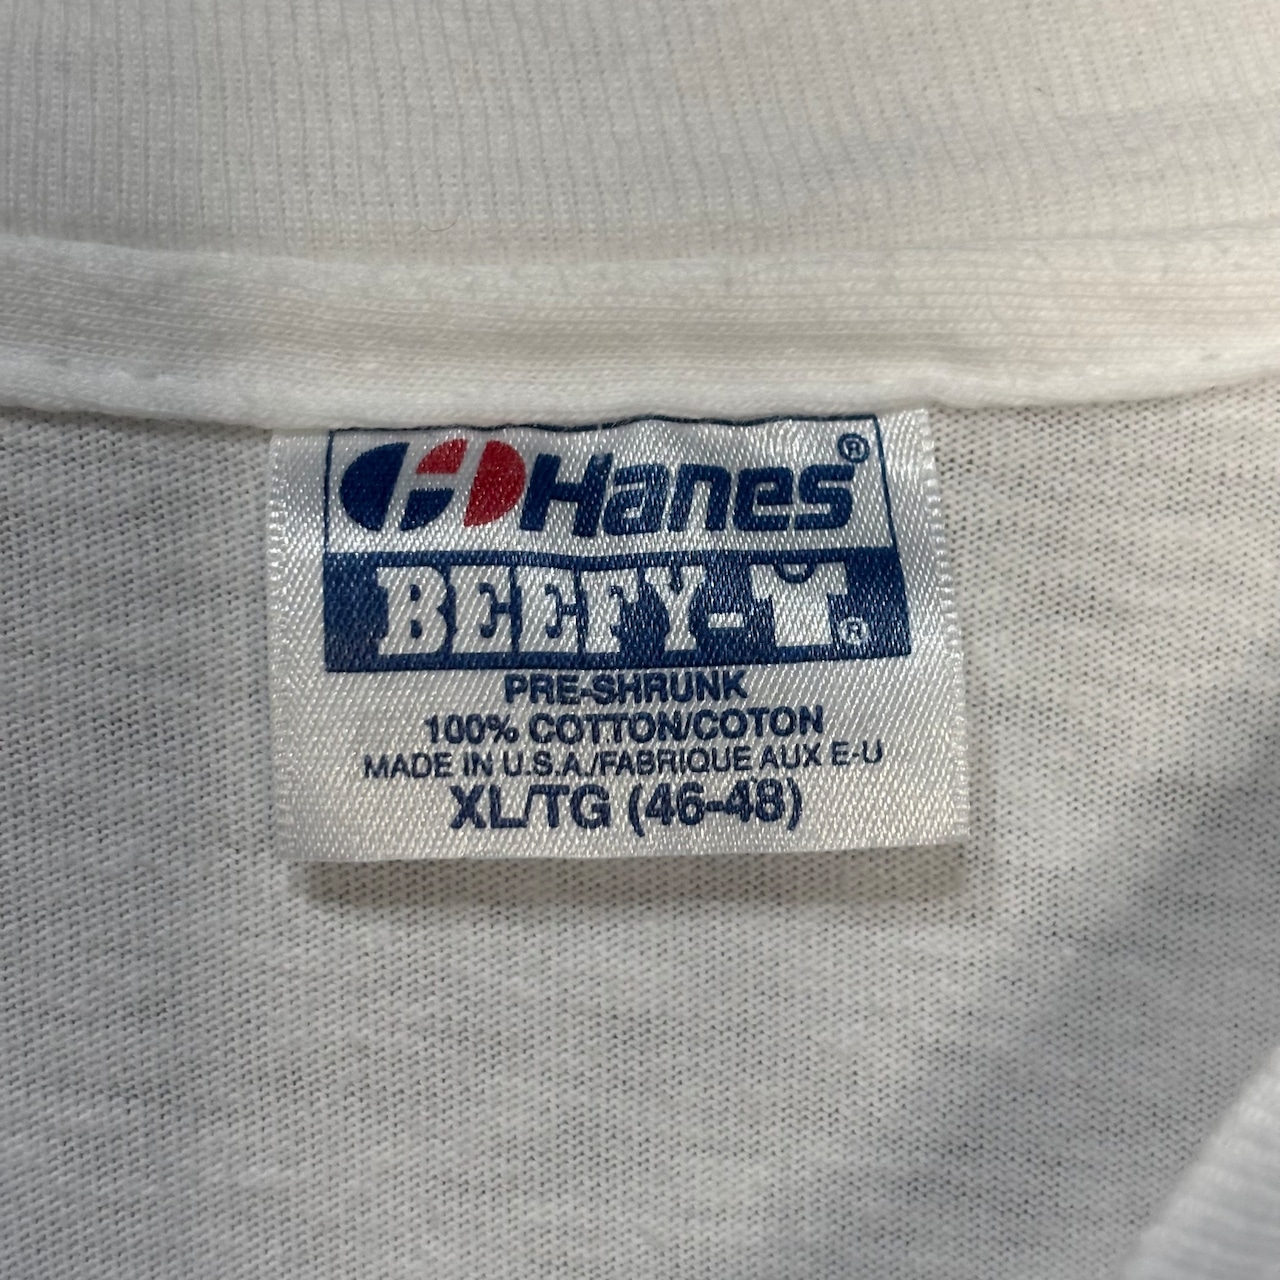 Hanes®
BEEFY-T®
PRE-SHRUNK
100% COTTON/COTON
MADE IN U.S.A./FABRIQUE AUX E-U
XL/TG (46-48)